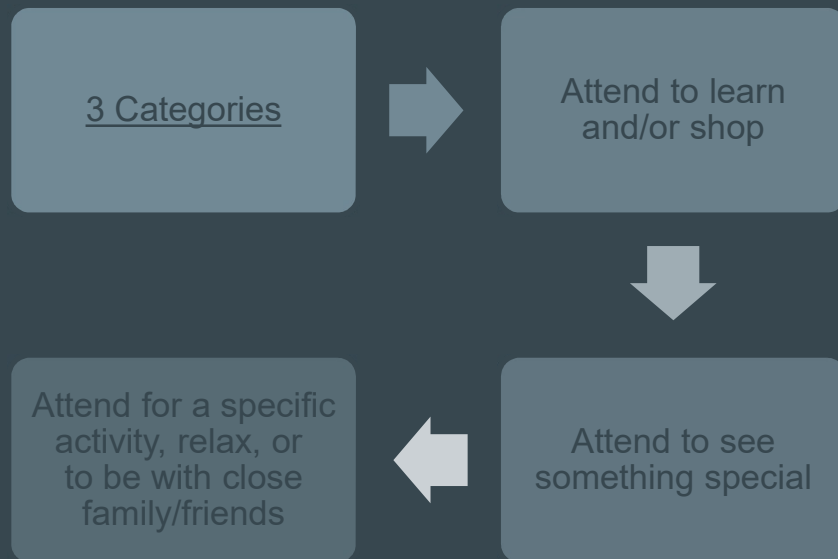 3 Categories
Attend to learn
and/or shop
Attend to see
something special
Attend for a specific
activity, relax, or
to be with close
family/friends